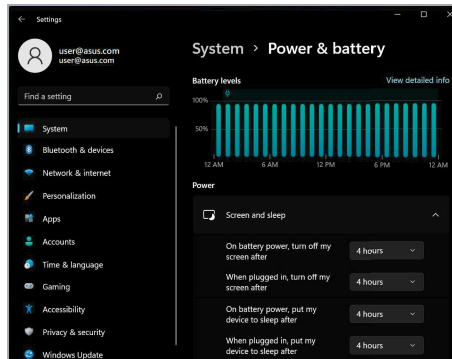 Settings
user@asus.com
user@asus.com
Find a setting
System
Bluetooth & devices
Network & internet
Personalization
Apps
Accounts
Time & language
Gaming
Accessibility
Privacy & security
Windows Update
System > Power & battery
Battery levels
View detailed info
100%
50%
12 AM 6 AM 12 PM 6 PM 12 AM
Power
Screen and sleep
On battery power, turn off my
screen after
4 hours
When plugged in, turn off my
screen after
4 hours
On battery power, put my
device to sleep after
4 hours
When plugged in, put my
device to sleep after
4 hours